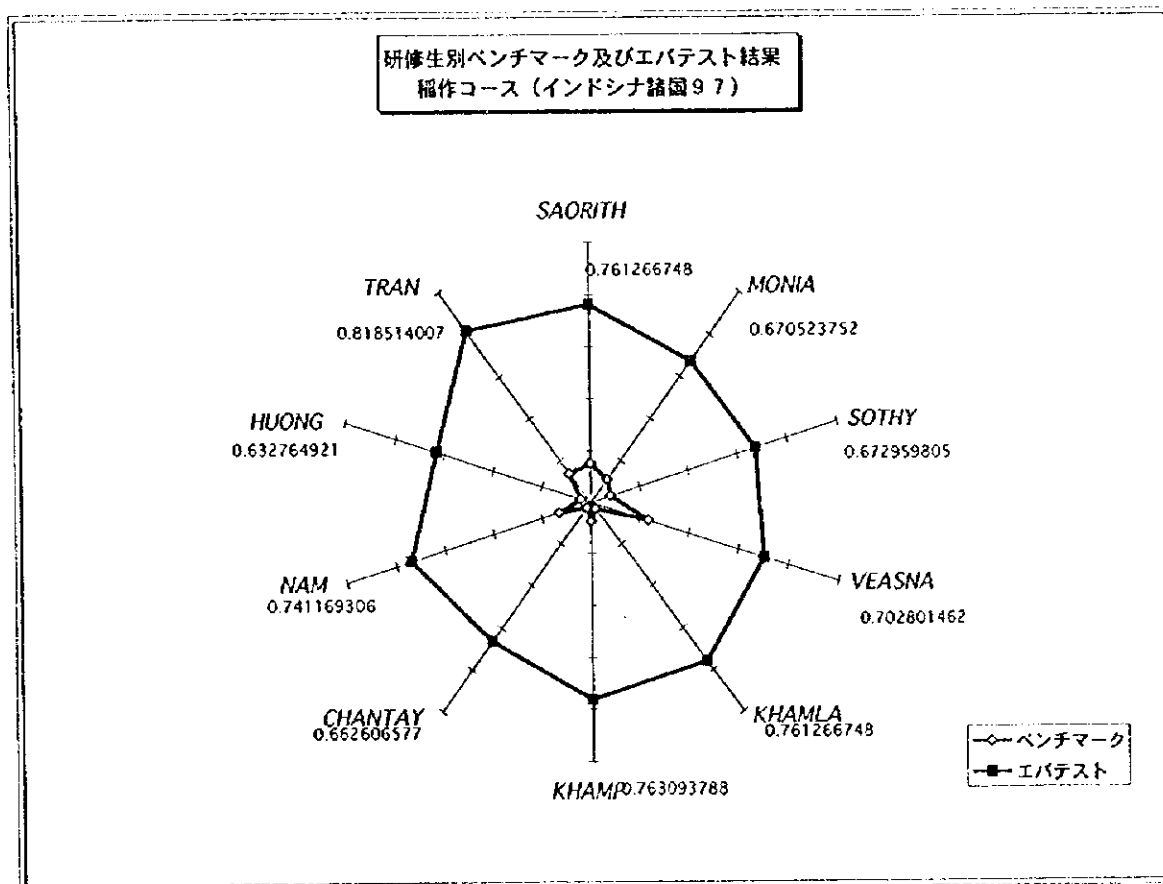 研修生別ベンチマーク及びエバテスト結果
稲作コース（インドシナ諸国９７）
SAORITH
0.761266748
MONIA
0.670523752
SOTHY
0.672959805
VEASNA
0.702801462
KHAMLA
0.761266748
KHAMP
0.763093788
CHANTAY
0.662606577
NAM
0.741169306
HUONG
0.632764921
TRAN
0.818514007
ベンチマーク
エバテスト